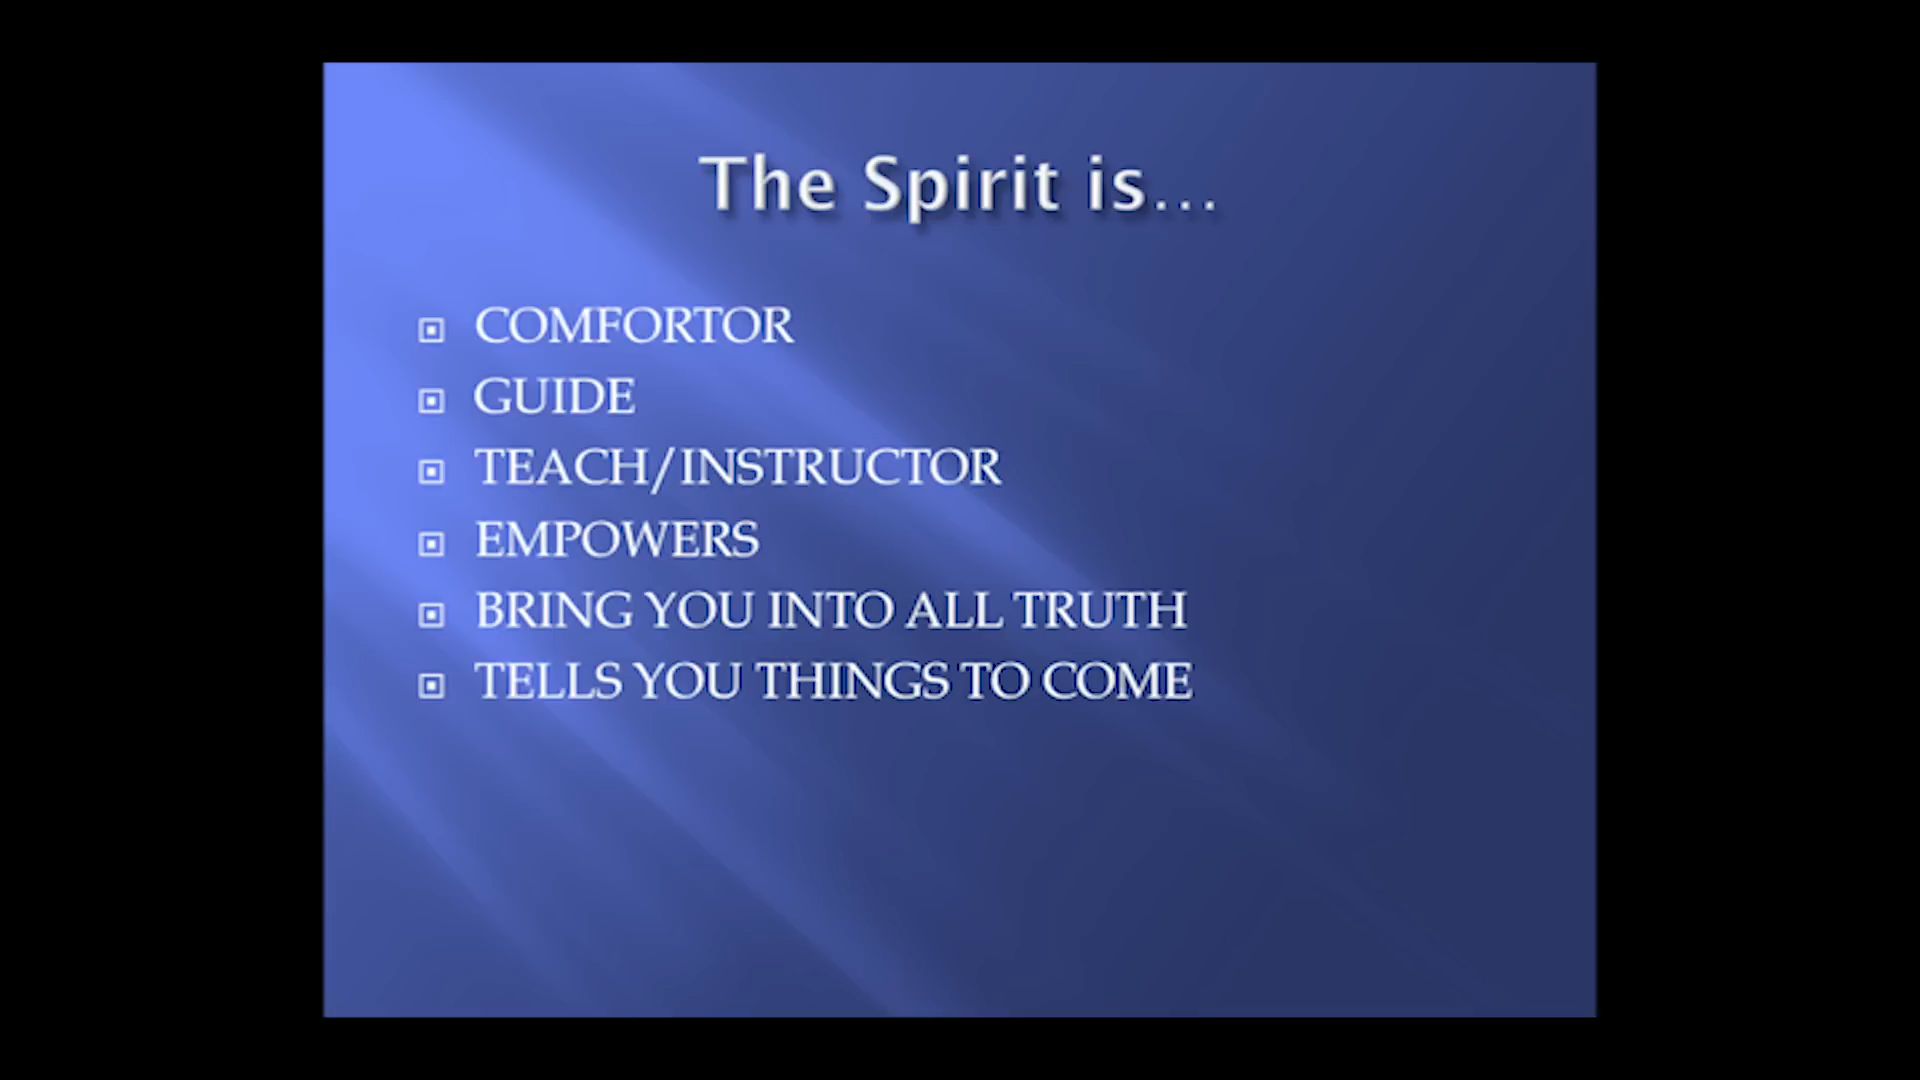 The Spirit is...
COMFORTOR
GUIDE
TEACH/INSTRUCTOR
EMPOWERS
BRING YOU INTO ALL TRUTH
TELLS YOU THINGS TO COME